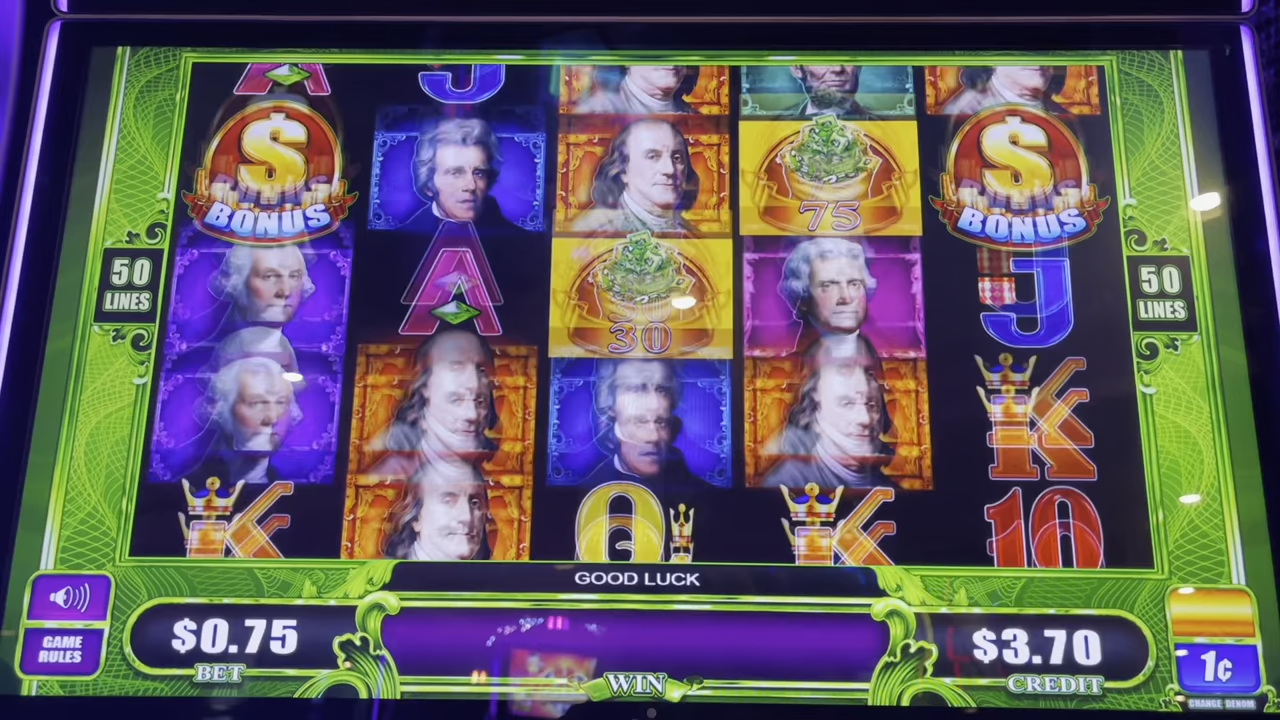 A
J
$
BONUS
75
$
BONUS
50
LINES
A
30
J
50
LINES
K
K
Q
K
10
GOOD LUCK
GAME
RULES
$0.75
BET
WIN
$3.70
CREDIT
1¢
CHANGE DENOM